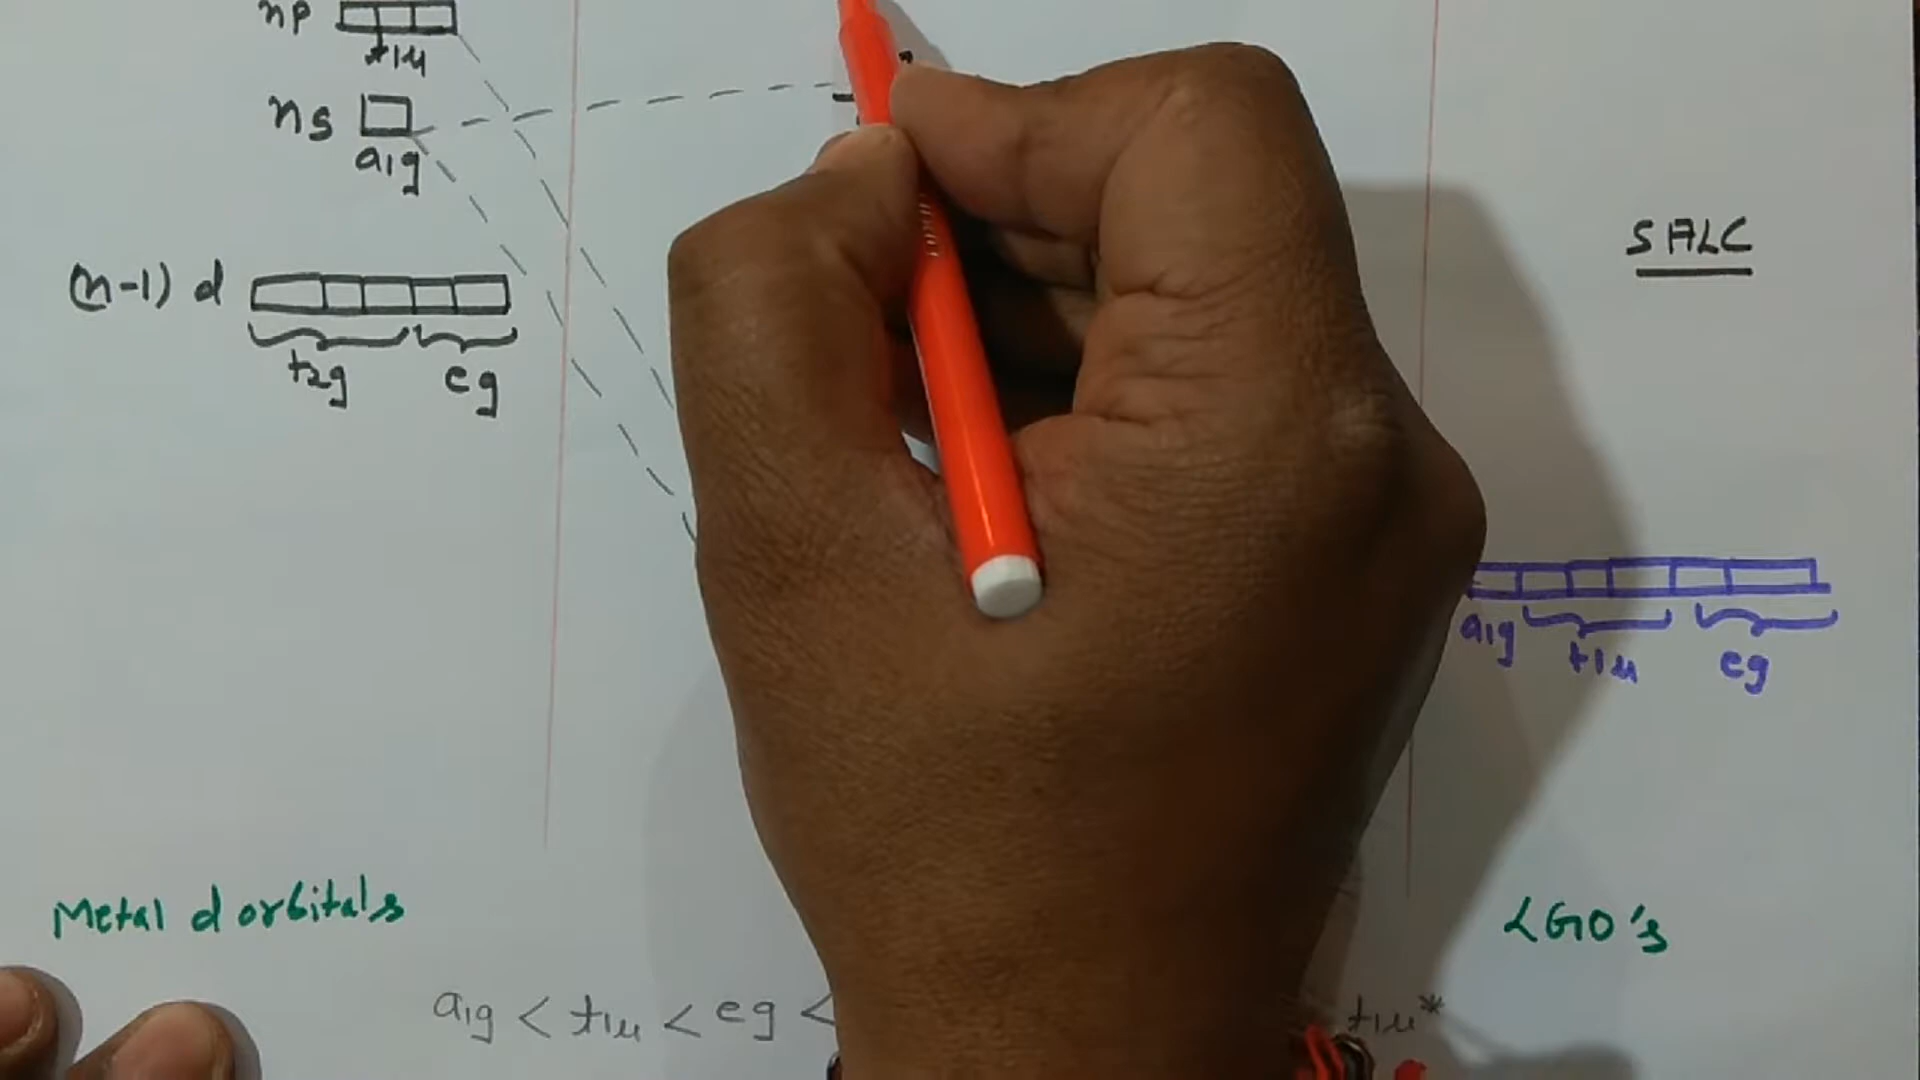 np
t1u
ns
a1g
SALC
(n-1) d
t2g eg
a1g t1u eg
Metal d orbitals
LGO's
a1g < t1u < eg < t1u*